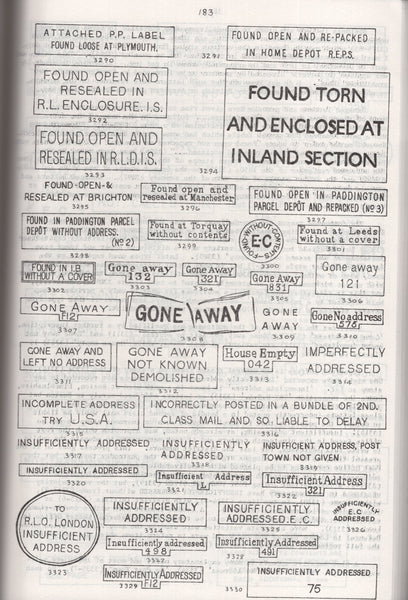 183
ATTACHED P.P. LABEL
FOUND LOOSE AT PLYMOUTH.
3290
FOUND OPEN AND RE-PACKED
IN HOME DEPOT R.E.P.S.
3291
FOUND OPEN AND
RESEALED IN
R.L. ENCLOSURE. I.S.
3292
FOUND TORN
AND ENCLOSED AT
INLAND SECTION
3294
FOUND OPEN AND
RESEALED IN R.L.D.I.S.
3293
FOUND-OPEN-&
RESEALED AT BRIGHTON
3295
Found open and
resealed at Manchester
3296
FOUND OPEN IN PADDINGTON
PARCEL DEPÔT AND REPACKED (No 3)
3297
FOUND IN PADDINGTON PARCEL
DEPÔT WITHOUT ADDRESS.
(No 2)
3298
Found at Torquay
without contents
3299
FOUND-WITHOUT-CONTENTS
E·C
3300
Found at Leeds
without a cover
3301
FOUND IN I.B.
WITHOUT A COVER
3302
Gone away
132
3303
GONE AWAY
321
3304
GONE AWAY
831
3305
Gone away
121
3306
GONE AWAY
F12
3307
GONE AWAY
3308
GONE
AWAY
3309
Gone No address
576
3310
GONE AWAY AND
LEFT NO ADDRESS
3311
GONE AWAY
NOT KNOWN
DEMOLISHED
3312
House Empty
042
3313
IMPERFECTLY
ADDRESSED
3314
INCOMPLETE ADDRESS
TRY U.S.A.
3315
INCORRECTLY POSTED IN A BUNDLE OF 2ND.
CLASS MAIL AND SO LIABLE TO DELAY
3316
INSUFFICIENTLY ADDRESSED
3317
INSUFFICIENTLY
ADDRESSED
3318
INSUFFICIENT ADDRESS, POST
TOWN NOT GIVEN
3319
INSUFFICIENTLY ADDRESSED
3320
Insufficient Address
L
3321
Insufficient Address
321
3322
TO
R.L.O. LONDON
INSUFFICIENT
ADDRESS
3323
INSUFFICIENTLY
ADDRESSED
3324
INSUFFICIENTLY
ADDRESSED. E.C.
3325
INSUFFICIENTLY
E.C
ADDRESSED
3326
Insufficiently addressed
498
INSUFFICIENTLY ADDRESSED
491
3328
INSUFFICIENTLY ADDRESSED
F12
3329
INSUFFICIENTLY ADDRESSED
75
3330